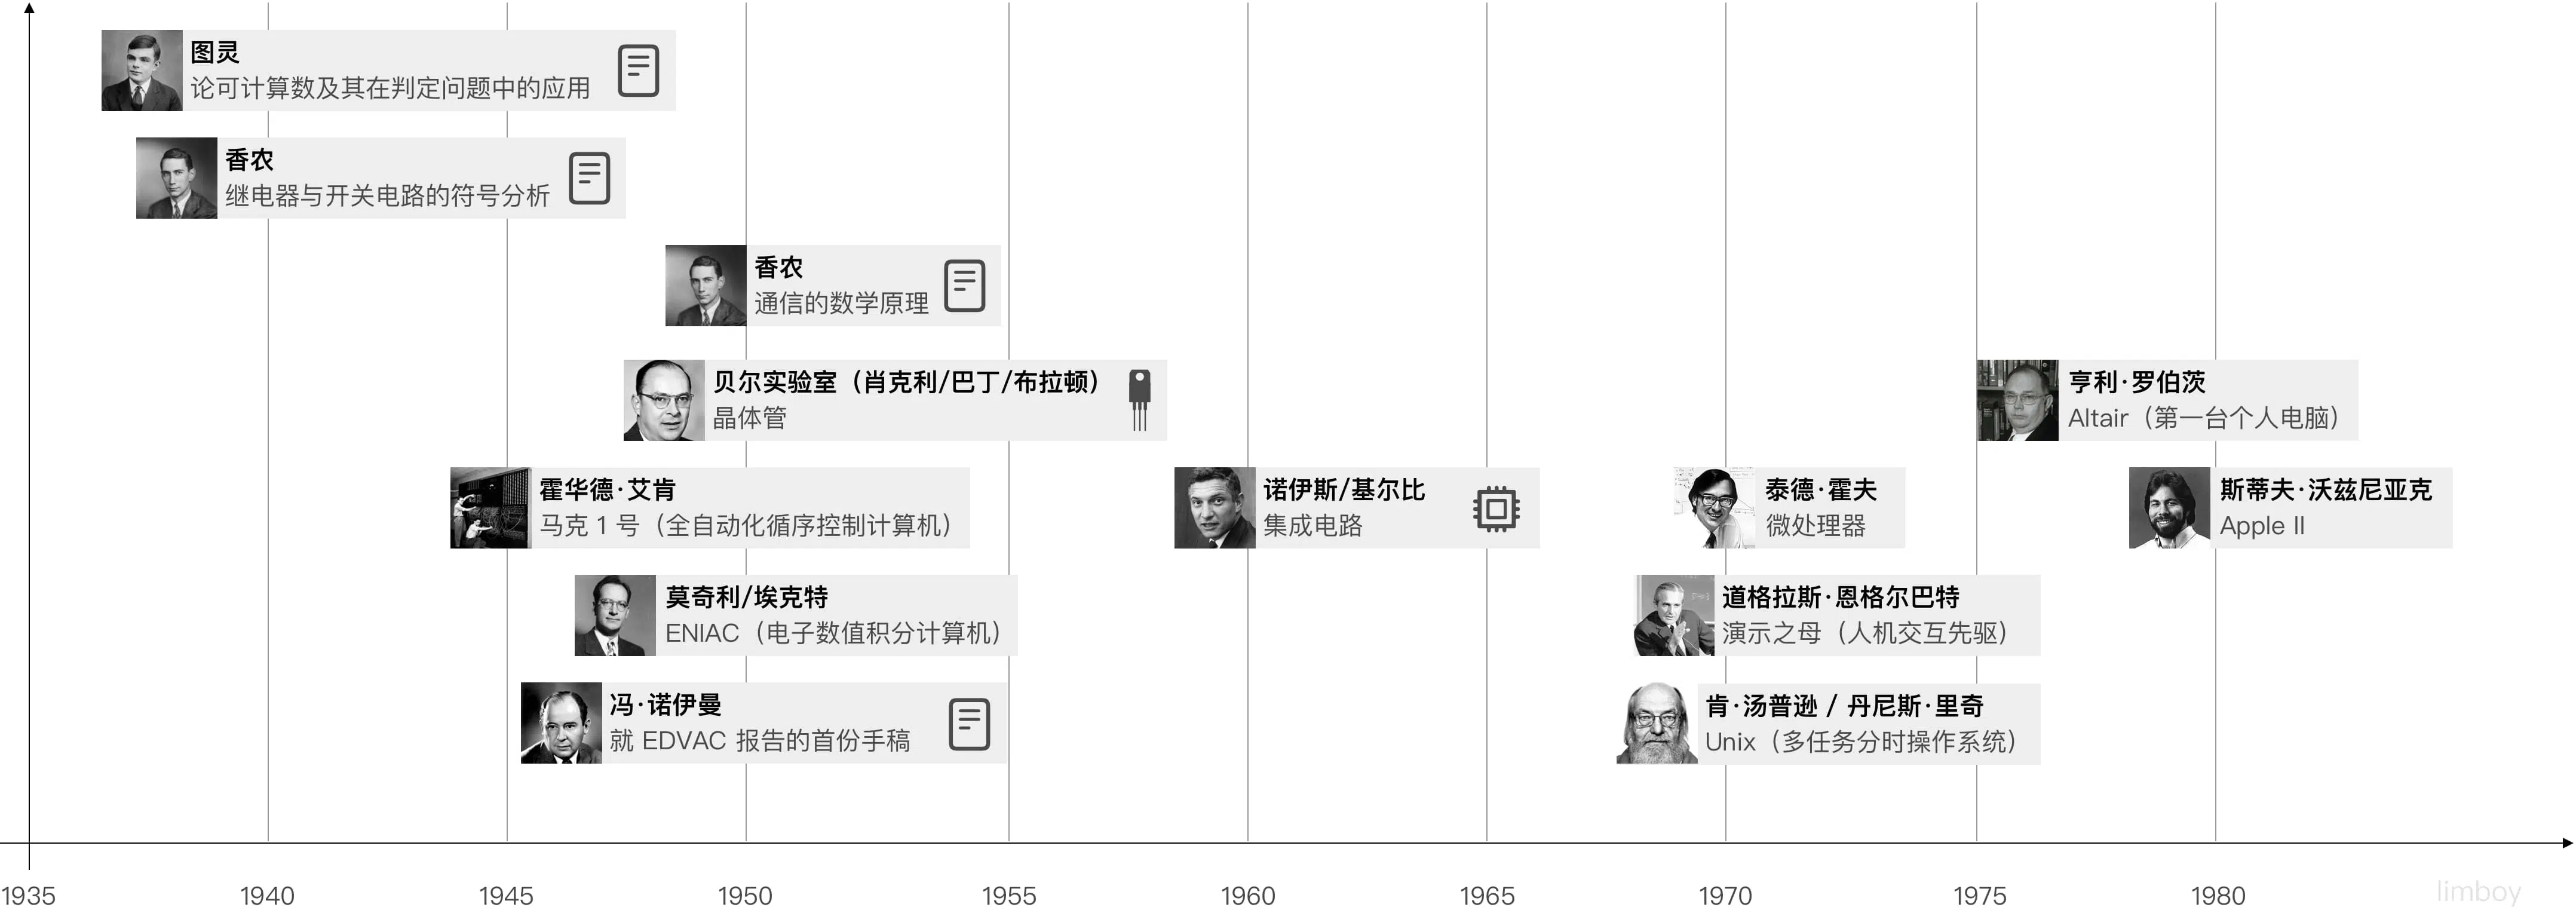 图灵
论可计算数及其在判定问题中的应用
香农
继电器与开关电路的符号分析
香农
通信的数学原理
贝尔实验室（肖克利/巴丁/布拉顿）
晶体管
亨利·罗伯茨
Altair（第一台个人电脑）
霍华德·艾肯
马克 1 号（全自动化循序控制计算机）
诺伊斯/基尔比
集成电路
泰德·霍夫
微处理器
斯蒂夫·沃兹尼亚克
Apple II
莫奇利/埃克特
ENIAC（电子数值积分计算机）
道格拉斯·恩格尔巴特
演示之母（人机交互先驱）
冯·诺伊曼
就 EDVAC 报告的首份手稿
肯·汤普逊 / 丹尼斯·里奇
Unix（多任务分时操作系统）
1935 1940 1945 1950 1955 1960 1965 1970 1975 1980
limboy